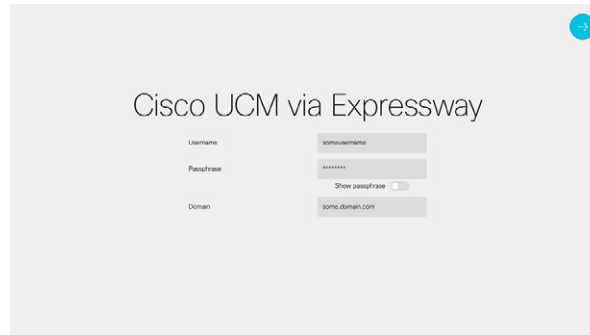 Cisco UCM via Expressway
Username someusername
Passphrase ********
Show passphrase
Domain some.domain.com